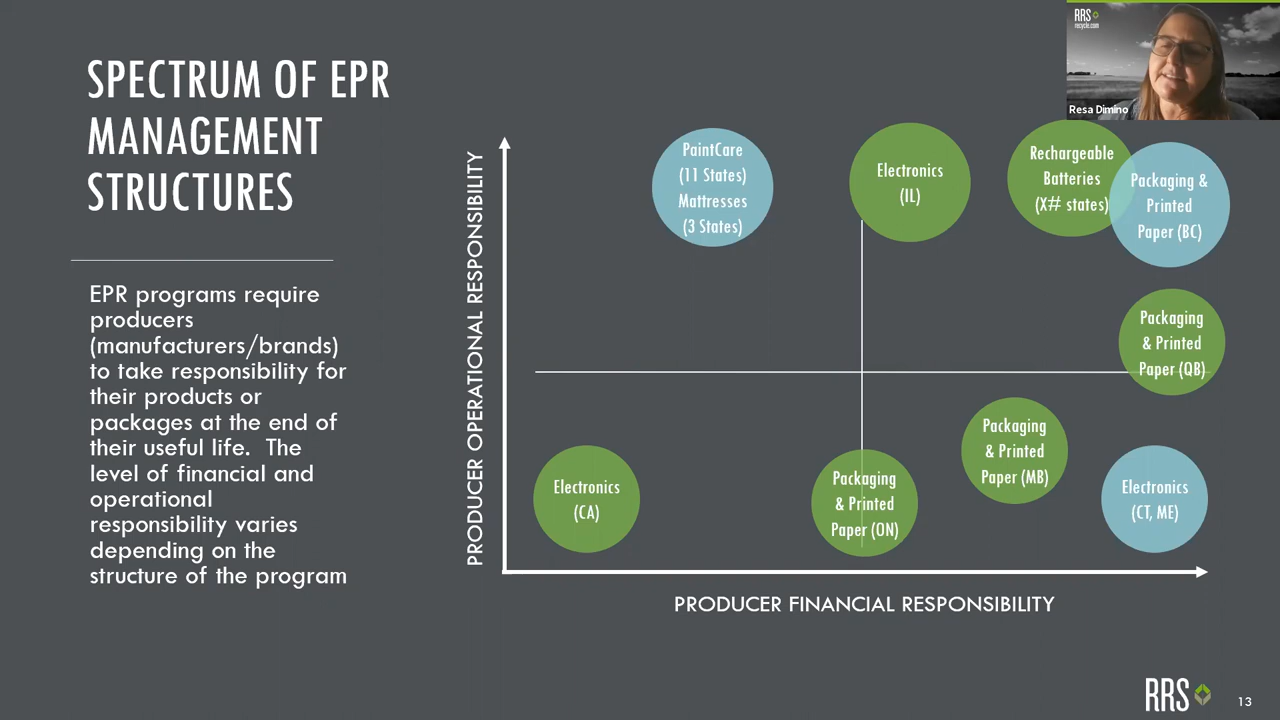 SPECTRUM OF EPR
MANAGEMENT
STRUCTURES
EPR programs require
producers
(manufacturers/brands)
to take responsibility for
their products or
packages at the end of
their useful life.  The
level of financial and
operational
responsibility varies
depending on the
structure of the program
PRODUCER OPERATIONAL RESPONSIBILITY
PaintCare
(11 States)
Mattresses
(3 States)
Electronics
(IL)
Rechargeable
Batteries
(X# states)
Packaging &
Printed
Paper (BC)
Packaging
& Printed
Paper (QB)
Packaging
& Printed
Paper (MB)
Electronics
(CA)
Packaging
& Printed
Paper (ON)
Electronics
(CT, ME)
PRODUCER FINANCIAL RESPONSIBILITY
RRS
recycle.com
Resa Dimino
RRS
13